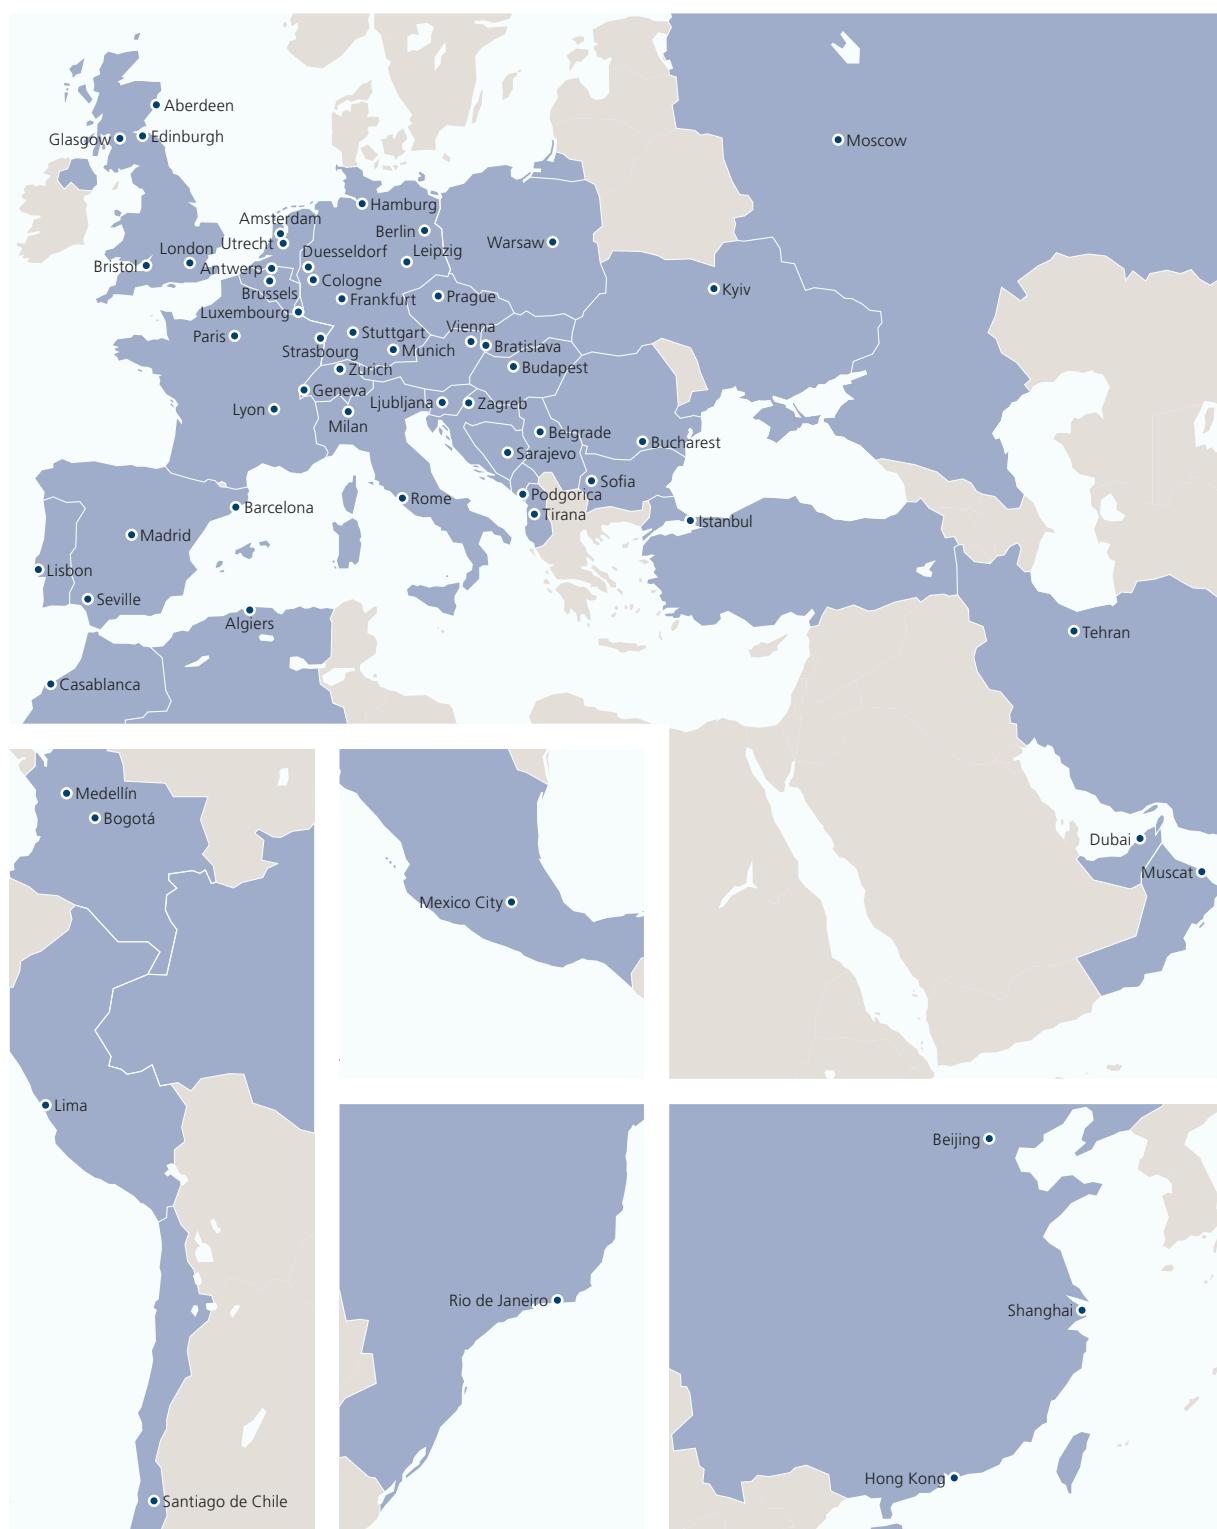 Aberdeen
Glasgow
Edinburgh
Moscow
Hamburg
Amsterdam
Berlin
Utrecht
Warsaw
London
Duesseldorf
Leipzig
Bristol
Antwerp
Cologne
Brussels
Kyiv
Frankfurt
Prague
Luxembourg
Paris
Stuttgart
Vienna
Strasbourg
Munich
Bratislava
Zurich
Budapest
Geneva
Lyon
Ljubljana
Zagreb
Milan
Belgrade
Bucharest
Sarajevo
Sofia
Rome
Podgorica
Barcelona
Tirana
Istanbul
Madrid
Lisbon
Seville
Algiers
Tehran
Casablanca
Dubai
Muscat
Medellín
Bogotá
Lima
Santiago de Chile
Mexico City
Rio de Janeiro
Beijing
Shanghai
Hong Kong